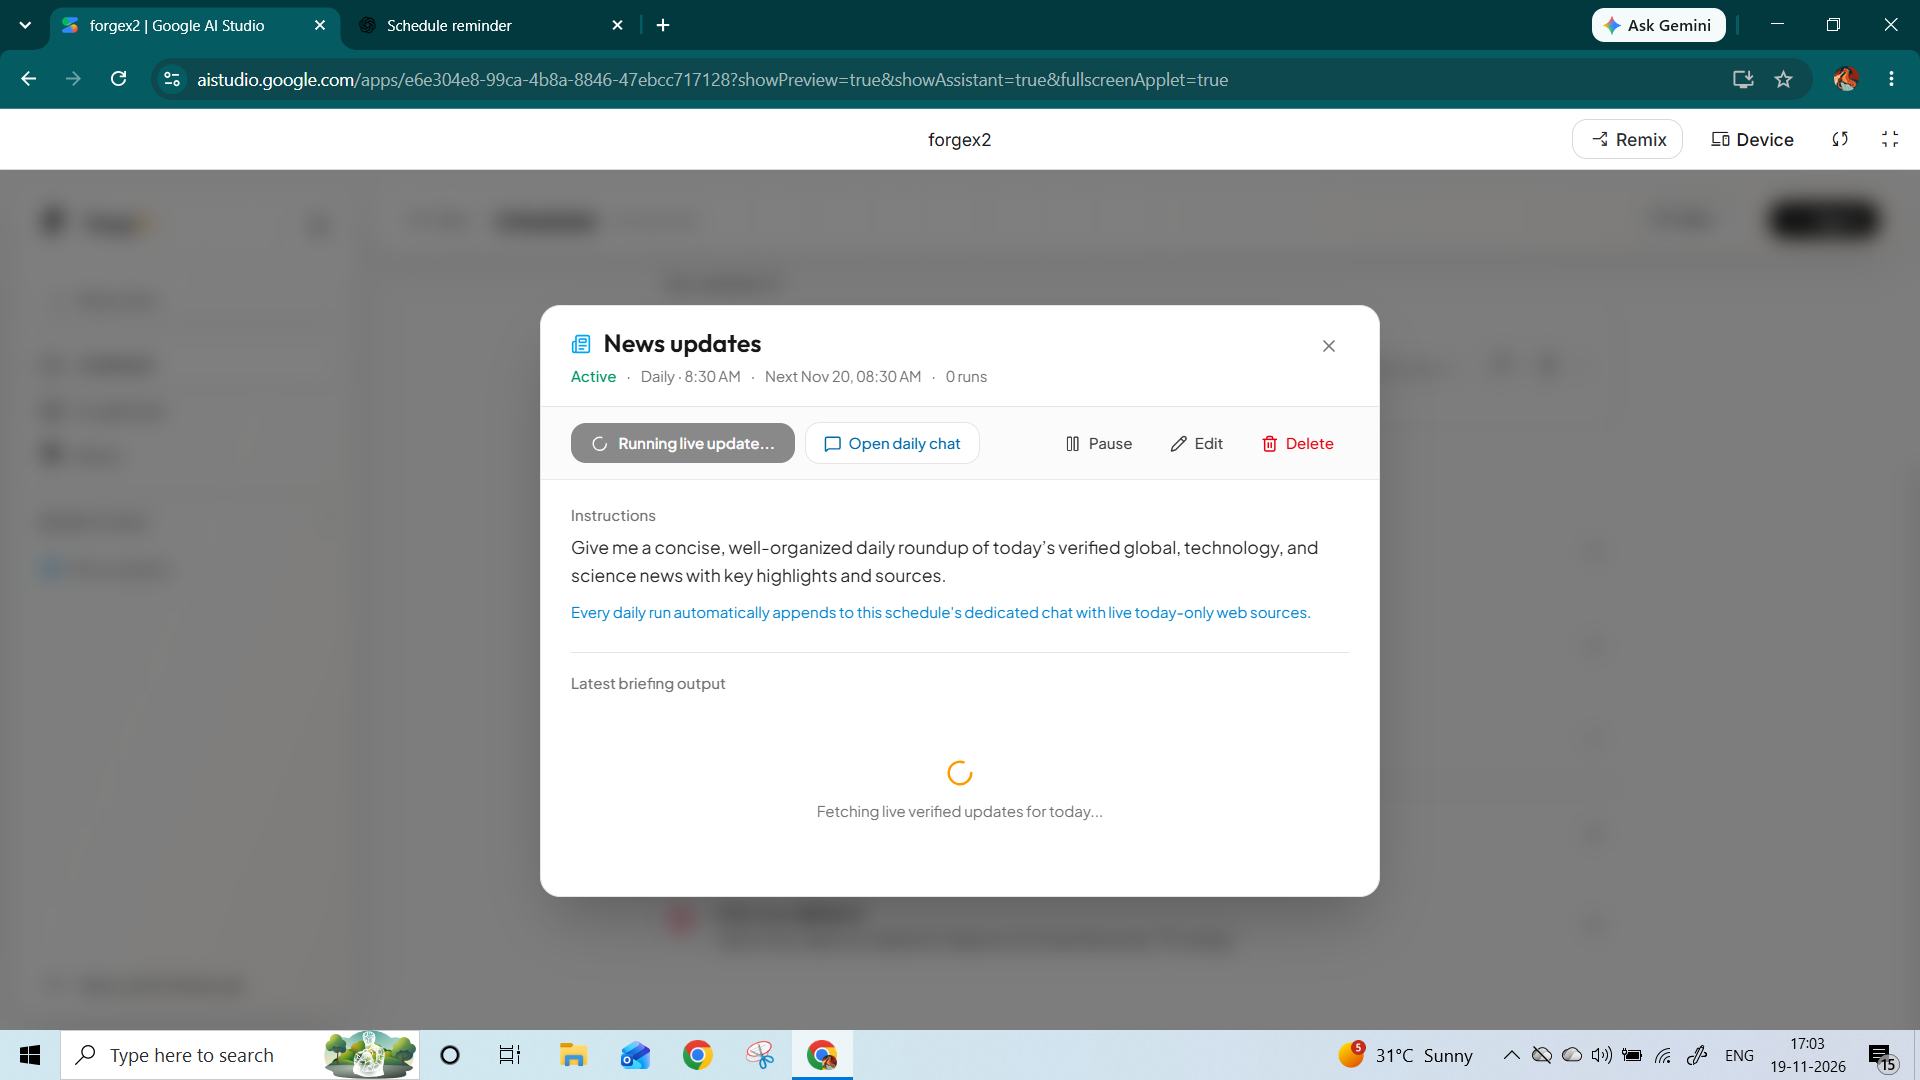 forgex2 | Google AI Studio
Schedule reminder
Ask Gemini
aistudio.google.com/apps/e6e304e8-99ca-4b8a-8846-47ebcc717128?showPreview=true&showAssistant=true&fullscreenApplet=true
forgex2
Remix
Device
News updates
Active · Daily · 8:30 AM · Next Nov 20, 08:30 AM · 0 runs
Running live update...
Open daily chat
Pause
Edit
Delete
Instructions
Give me a concise, well-organized daily roundup of today's verified global, technology, and
science news with key highlights and sources.
Every daily run automatically appends to this schedule's dedicated chat with live today-only web sources.
Latest briefing output
Fetching live verified updates for today...
Type here to search
5
31°C Sunny
ENG
17:03
19-11-2026
15